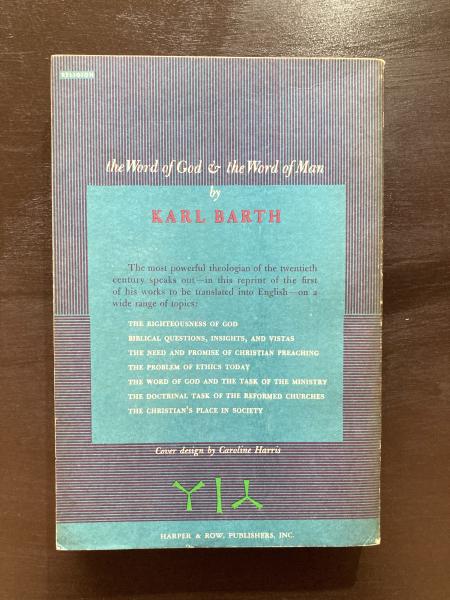 RELIGION
the Word of God & the Word of Man
by
KARL BARTH
The most powerful theologian of the twentieth
century speaks out—in this reprint of the first
of his works to be translated into English—on a
wide range of topics:
THE RIGHTEOUSNESS OF GOD
BIBLICAL QUESTIONS, INSIGHTS, AND VISTAS
THE NEED AND PROMISE OF CHRISTIAN PREACHING
THE PROBLEM OF ETHICS TODAY
THE WORD OF GOD AND THE TASK OF THE MINISTRY
THE DOCTRINAL TASK OF THE REFORMED CHURCHES
THE CHRISTIAN'S PLACE IN SOCIETY
Cover design by Caroline Harris
HARPER & ROW, PUBLISHERS, INC.